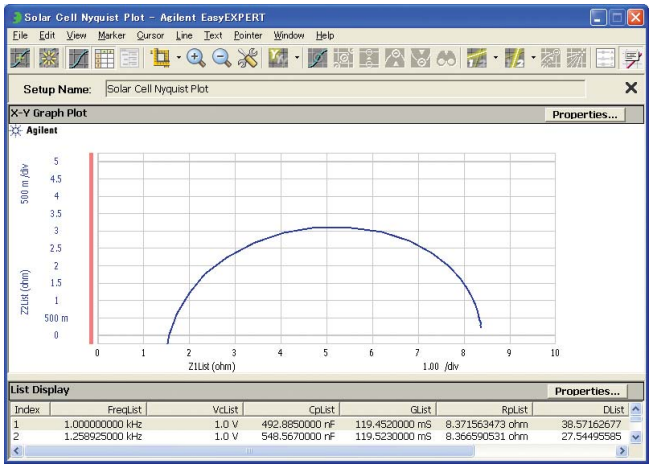 Solar Cell Nyquist Plot - Agilent EasyEXPERT
File Edit View Marker Cursor Line Text Pointer Window Help
Setup Name: Solar Cell Nyquist Plot
X-Y Graph Plot Properties...
Agilent
500 m /div
Z2List (ohm)
5
4.5
4
3.5
3
2.5
2
1.5
1
500 m
0
0 1 2 3 4 5 6 7 8 9 10
Z1List (ohm) 1.00 /div
List Display Properties...
Index FreqList VcList CpList GList RpList DList
1 1.000000000 kHz 1.0 V 492.8850000 nF 119.4520000 mS 8.371563473 ohm 38.57162677
2 1.258925000 kHz 1.0 V 548.5670000 nF 119.5230000 mS 8.366590531 ohm 27.54495585